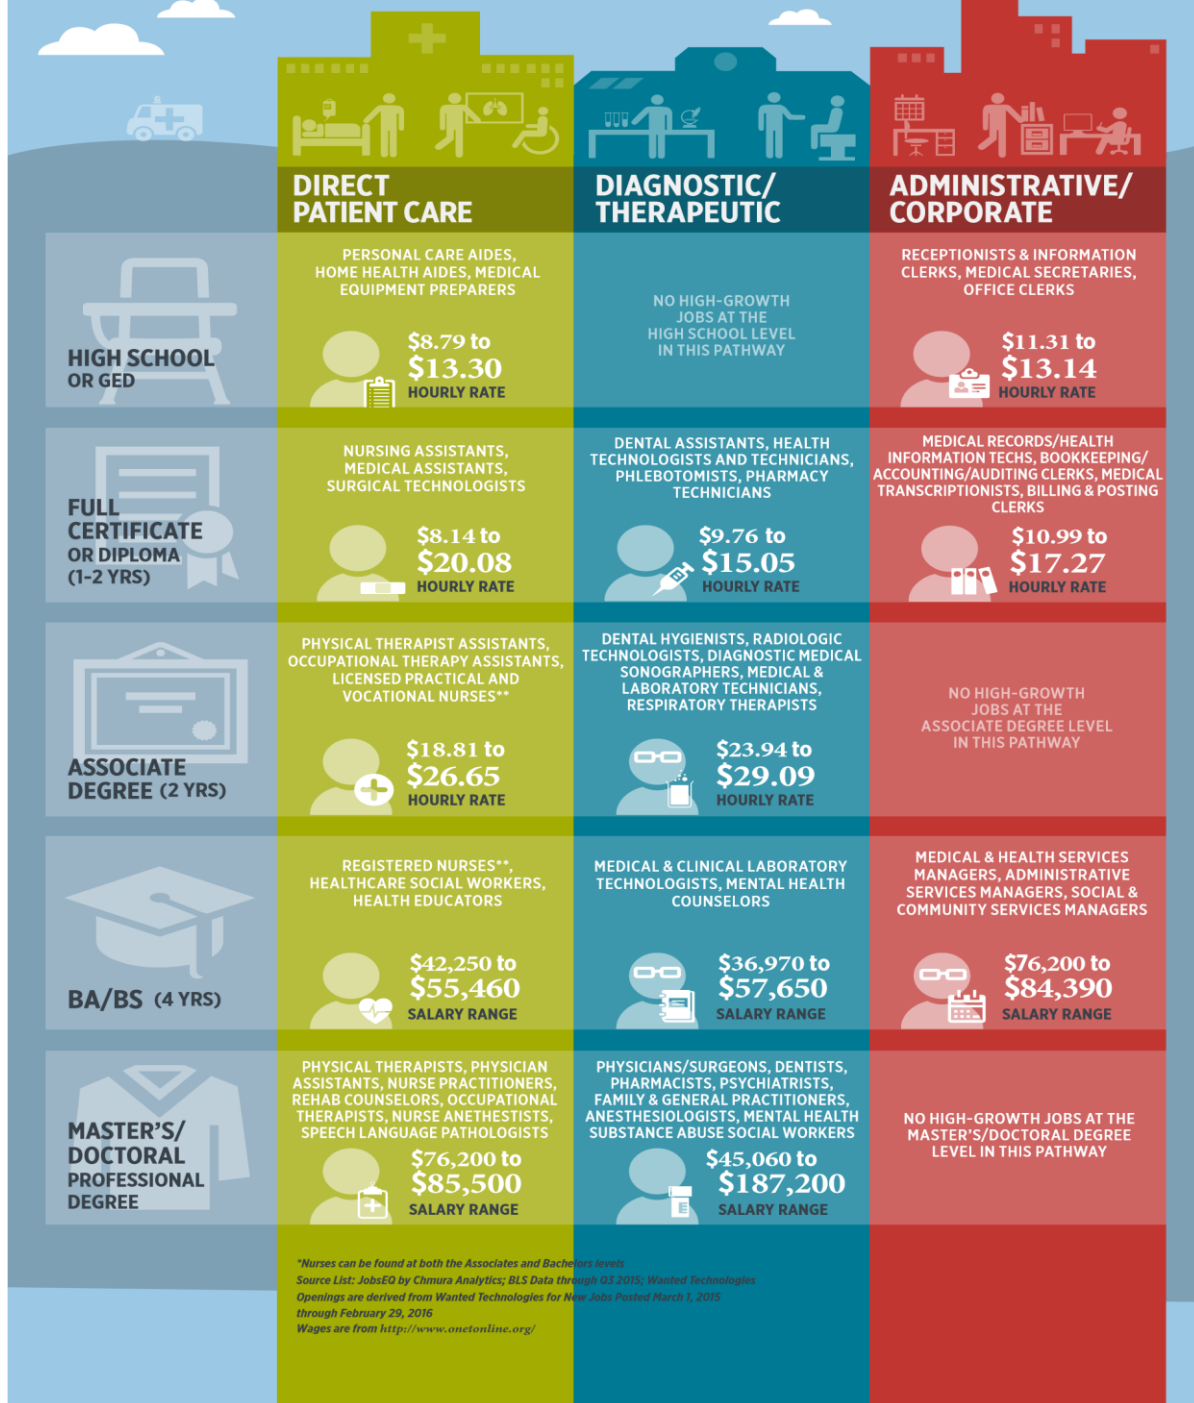 DIRECT
PATIENT CARE
DIAGNOSTIC/
THERAPEUTIC
ADMINISTRATIVE/
CORPORATE
HIGH SCHOOL
OR GED
PERSONAL CARE AIDES,
HOME HEALTH AIDES, MEDICAL
EQUIPMENT PREPARERS
$8.79 to
$13.30
HOURLY RATE
NO HIGH-GROWTH
JOBS AT THE
HIGH SCHOOL LEVEL
IN THIS PATHWAY
RECEPTIONISTS & INFORMATION
CLERKS, MEDICAL SECRETARIES,
OFFICE CLERKS
$11.31 to
$13.14
HOURLY RATE
FULL
CERTIFICATE
OR DIPLOMA
(1-2 YRS)
NURSING ASSISTANTS,
MEDICAL ASSISTANTS,
SURGICAL TECHNOLOGISTS
$8.14 to
$20.08
HOURLY RATE
DENTAL ASSISTANTS, HEALTH
TECHNOLOGISTS AND TECHNICIANS,
PHLEBOTOMISTS, PHARMACY
TECHNICIANS
$9.76 to
$15.05
HOURLY RATE
MEDICAL RECORDS/HEALTH
INFORMATION TECHS, BOOKKEEPING/
ACCOUNTING/AUDITING CLERKS, MEDICAL
TRANSCRIPTIONISTS, BILLING & POSTING
CLERKS
$10.99 to
$17.27
HOURLY RATE
ASSOCIATE
DEGREE (2 YRS)
PHYSICAL THERAPIST ASSISTANTS,
OCCUPATIONAL THERAPY ASSISTANTS,
LICENSED PRACTICAL AND
VOCATIONAL NURSES**
$18.81 to
$26.65
HOURLY RATE
DENTAL HYGIENISTS, RADIOLOGIC
TECHNOLOGISTS, DIAGNOSTIC MEDICAL
SONOGRAPHERS, MEDICAL &
LABORATORY TECHNICIANS,
RESPIRATORY THERAPISTS
$23.94 to
$29.09
HOURLY RATE
NO HIGH-GROWTH
JOBS AT THE
ASSOCIATE DEGREE LEVEL
IN THIS PATHWAY
BA/BS (4 YRS)
REGISTERED NURSES**,
HEALTHCARE SOCIAL WORKERS,
HEALTH EDUCATORS
$42,250 to
$55,460
SALARY RANGE
MEDICAL & CLINICAL LABORATORY
TECHNOLOGISTS, MENTAL HEALTH
COUNSELORS
$36,970 to
$57,650
SALARY RANGE
MEDICAL & HEALTH SERVICES
MANAGERS, ADMINISTRATIVE
SERVICES MANAGERS, SOCIAL &
COMMUNITY SERVICES MANAGERS
$76,200 to
$84,390
SALARY RANGE
MASTER'S/
DOCTORAL
PROFESSIONAL
DEGREE
PHYSICAL THERAPISTS, PHYSICIAN
ASSISTANTS, NURSE PRACTITIONERS,
REHAB COUNSELORS, OCCUPATIONAL
THERAPISTS, NURSE ANETHESTISTS,
SPEECH LANGUAGE PATHOLOGISTS
$76,200 to
$85,500
SALARY RANGE
PHYSICIANS/SURGEONS, DENTISTS,
PHARMACISTS, PSYCHIATRISTS,
FAMILY & GENERAL PRACTITIONERS,
ANESTHESIOLOGISTS, MENTAL HEALTH
SUBSTANCE ABUSE SOCIAL WORKERS
$45,060 to
$187,200
SALARY RANGE
NO HIGH-GROWTH JOBS AT THE
MASTER'S/DOCTORAL DEGREE
LEVEL IN THIS PATHWAY
*Nurses can be found at both the Associates and Bachelors levels
Source List: JobsEQ by Chmura Analytics; BLS Data through Q3 2015; Wanted Technologies
Openings are derived from Wanted Technologies for New Jobs Posted March 1, 2015
through February 29, 2016
Wages are from http://www.onetonline.org/